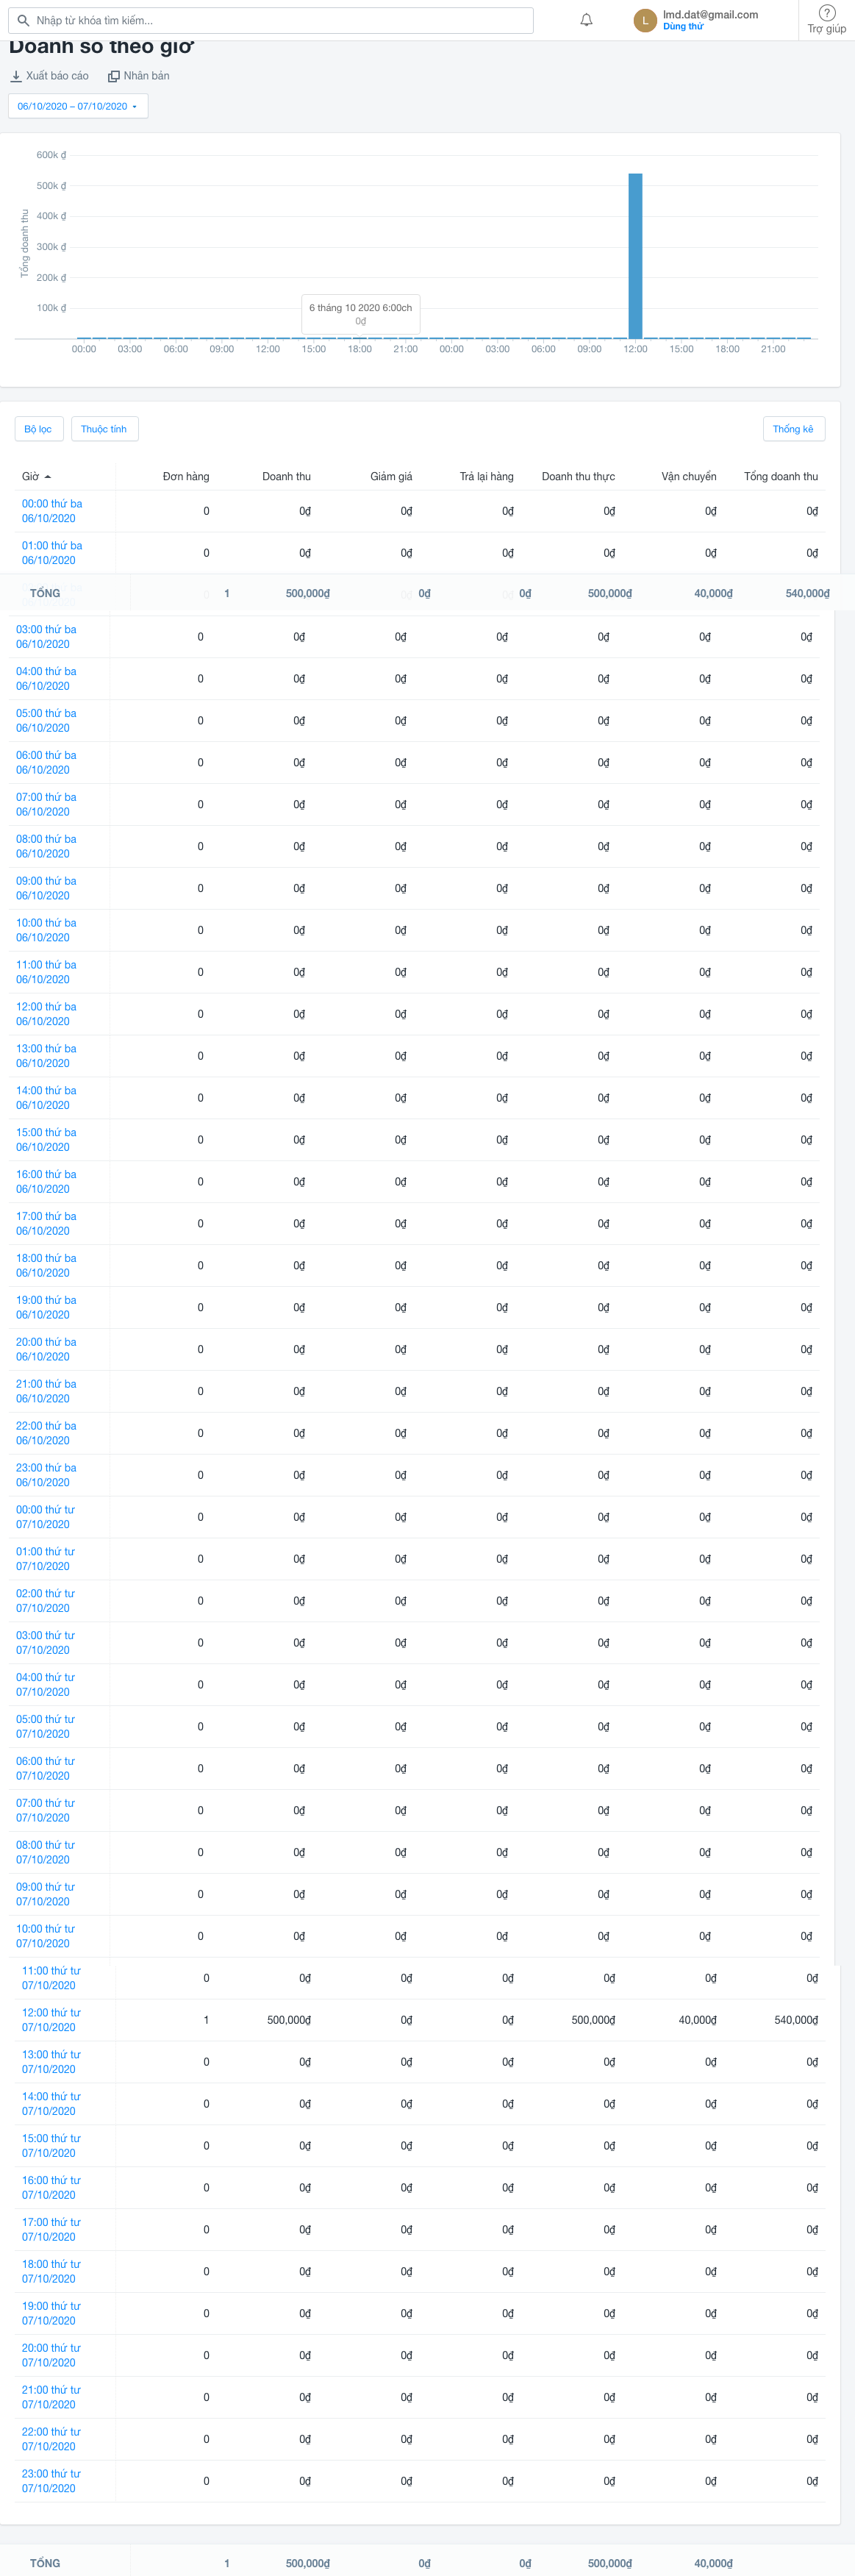 Nhập từ khóa tìm kiếm...
lmd.dat@gmail.com
L
Dùng thử
Trợ giúp
Doanh số theo giờ
Xuất báo cáo Nhân bản
06/10/2020 – 07/10/2020
600k ₫
500k ₫
400k ₫
300k ₫
200k ₫
100k ₫
Tổng doanh thu
6 tháng 10 2020 6:00ch
0₫
00:00 03:00 06:00 09:00 12:00 15:00 18:00 21:00 00:00 03:00 06:00 09:00 12:00 15:00 18:00 21:00
Bộ lọc Thuộc tính Thống kê
Giờ Đơn hàng Doanh thu Giảm giá Trả lại hàng Doanh thu thực Vận chuyển Tổng doanh thu
00:00 thứ ba
06/10/2020 0 0₫ 0₫ 0₫ 0₫ 0₫ 0₫
01:00 thứ ba
06/10/2020 0 0₫ 0₫ 0₫ 0₫ 0₫ 0₫
TỔNG 1 500,000₫ 0₫ 0₫ 500,000₫ 40,000₫ 540,000₫
03:00 thứ ba
06/10/2020 0 0₫ 0₫ 0₫ 0₫ 0₫ 0₫
04:00 thứ ba
06/10/2020 0 0₫ 0₫ 0₫ 0₫ 0₫ 0₫
05:00 thứ ba
06/10/2020 0 0₫ 0₫ 0₫ 0₫ 0₫ 0₫
06:00 thứ ba
06/10/2020 0 0₫ 0₫ 0₫ 0₫ 0₫ 0₫
07:00 thứ ba
06/10/2020 0 0₫ 0₫ 0₫ 0₫ 0₫ 0₫
08:00 thứ ba
06/10/2020 0 0₫ 0₫ 0₫ 0₫ 0₫ 0₫
09:00 thứ ba
06/10/2020 0 0₫ 0₫ 0₫ 0₫ 0₫ 0₫
10:00 thứ ba
06/10/2020 0 0₫ 0₫ 0₫ 0₫ 0₫ 0₫
11:00 thứ ba
06/10/2020 0 0₫ 0₫ 0₫ 0₫ 0₫ 0₫
12:00 thứ ba
06/10/2020 0 0₫ 0₫ 0₫ 0₫ 0₫ 0₫
13:00 thứ ba
06/10/2020 0 0₫ 0₫ 0₫ 0₫ 0₫ 0₫
14:00 thứ ba
06/10/2020 0 0₫ 0₫ 0₫ 0₫ 0₫ 0₫
15:00 thứ ba
06/10/2020 0 0₫ 0₫ 0₫ 0₫ 0₫ 0₫
16:00 thứ ba
06/10/2020 0 0₫ 0₫ 0₫ 0₫ 0₫ 0₫
17:00 thứ ba
06/10/2020 0 0₫ 0₫ 0₫ 0₫ 0₫ 0₫
18:00 thứ ba
06/10/2020 0 0₫ 0₫ 0₫ 0₫ 0₫ 0₫
19:00 thứ ba
06/10/2020 0 0₫ 0₫ 0₫ 0₫ 0₫ 0₫
20:00 thứ ba
06/10/2020 0 0₫ 0₫ 0₫ 0₫ 0₫ 0₫
21:00 thứ ba
06/10/2020 0 0₫ 0₫ 0₫ 0₫ 0₫ 0₫
22:00 thứ ba
06/10/2020 0 0₫ 0₫ 0₫ 0₫ 0₫ 0₫
23:00 thứ ba
06/10/2020 0 0₫ 0₫ 0₫ 0₫ 0₫ 0₫
00:00 thứ tư
07/10/2020 0 0₫ 0₫ 0₫ 0₫ 0₫ 0₫
01:00 thứ tư
07/10/2020 0 0₫ 0₫ 0₫ 0₫ 0₫ 0₫
02:00 thứ tư
07/10/2020 0 0₫ 0₫ 0₫ 0₫ 0₫ 0₫
03:00 thứ tư
07/10/2020 0 0₫ 0₫ 0₫ 0₫ 0₫ 0₫
04:00 thứ tư
07/10/2020 0 0₫ 0₫ 0₫ 0₫ 0₫ 0₫
05:00 thứ tư
07/10/2020 0 0₫ 0₫ 0₫ 0₫ 0₫ 0₫
06:00 thứ tư
07/10/2020 0 0₫ 0₫ 0₫ 0₫ 0₫ 0₫
07:00 thứ tư
07/10/2020 0 0₫ 0₫ 0₫ 0₫ 0₫ 0₫
08:00 thứ tư
07/10/2020 0 0₫ 0₫ 0₫ 0₫ 0₫ 0₫
09:00 thứ tư
07/10/2020 0 0₫ 0₫ 0₫ 0₫ 0₫ 0₫
10:00 thứ tư
07/10/2020 0 0₫ 0₫ 0₫ 0₫ 0₫ 0₫
11:00 thứ tư
07/10/2020 0 0₫ 0₫ 0₫ 0₫ 0₫ 0₫
12:00 thứ tư
07/10/2020 1 500,000₫ 0₫ 0₫ 500,000₫ 40,000₫ 540,000₫
13:00 thứ tư
07/10/2020 0 0₫ 0₫ 0₫ 0₫ 0₫ 0₫
14:00 thứ tư
07/10/2020 0 0₫ 0₫ 0₫ 0₫ 0₫ 0₫
15:00 thứ tư
07/10/2020 0 0₫ 0₫ 0₫ 0₫ 0₫ 0₫
16:00 thứ tư
07/10/2020 0 0₫ 0₫ 0₫ 0₫ 0₫ 0₫
17:00 thứ tư
07/10/2020 0 0₫ 0₫ 0₫ 0₫ 0₫ 0₫
18:00 thứ tư
07/10/2020 0 0₫ 0₫ 0₫ 0₫ 0₫ 0₫
19:00 thứ tư
07/10/2020 0 0₫ 0₫ 0₫ 0₫ 0₫ 0₫
20:00 thứ tư
07/10/2020 0 0₫ 0₫ 0₫ 0₫ 0₫ 0₫
21:00 thứ tư
07/10/2020 0 0₫ 0₫ 0₫ 0₫ 0₫ 0₫
22:00 thứ tư
07/10/2020 0 0₫ 0₫ 0₫ 0₫ 0₫ 0₫
23:00 thứ tư
07/10/2020 0 0₫ 0₫ 0₫ 0₫ 0₫ 0₫
TỔNG 1 500,000₫ 0₫ 0₫ 500,000₫ 40,000₫